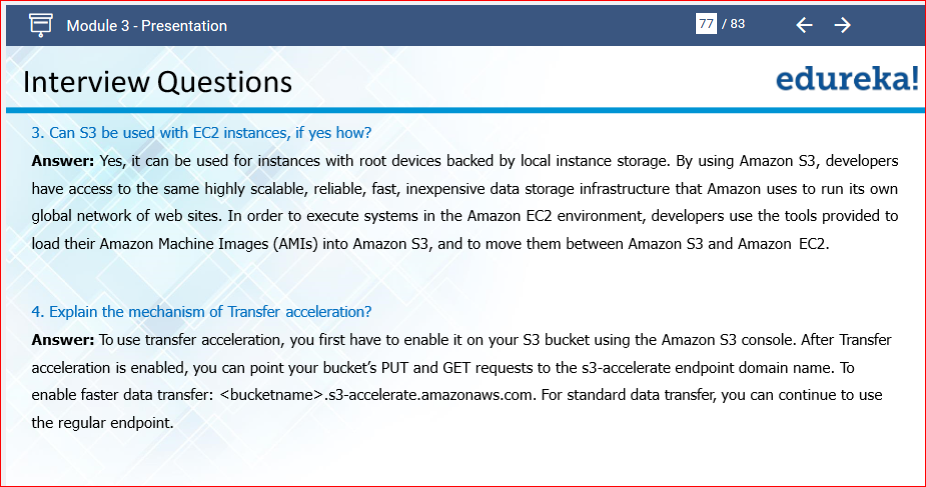 Module 3 - Presentation
77 / 83
Interview Questions
edureka!
3. Can S3 be used with EC2 instances, if yes how?
Answer: Yes, it can be used for instances with root devices backed by local instance storage. By using Amazon S3, developers
have access to the same highly scalable, reliable, fast, inexpensive data storage infrastructure that Amazon uses to run its own
global network of web sites. In order to execute systems in the Amazon EC2 environment, developers use the tools provided to
load their Amazon Machine Images (AMIs) into Amazon S3, and to move them between Amazon S3 and Amazon EC2.
4. Explain the mechanism of Transfer acceleration?
Answer: To use transfer acceleration, you first have to enable it on your S3 bucket using the Amazon S3 console. After Transfer
acceleration is enabled, you can point your bucket's PUT and GET requests to the s3-accelerate endpoint domain name. To
enable faster data transfer: <bucketname>.s3-accelerate.amazonaws.com. For standard data transfer, you can continue to use
the regular endpoint.